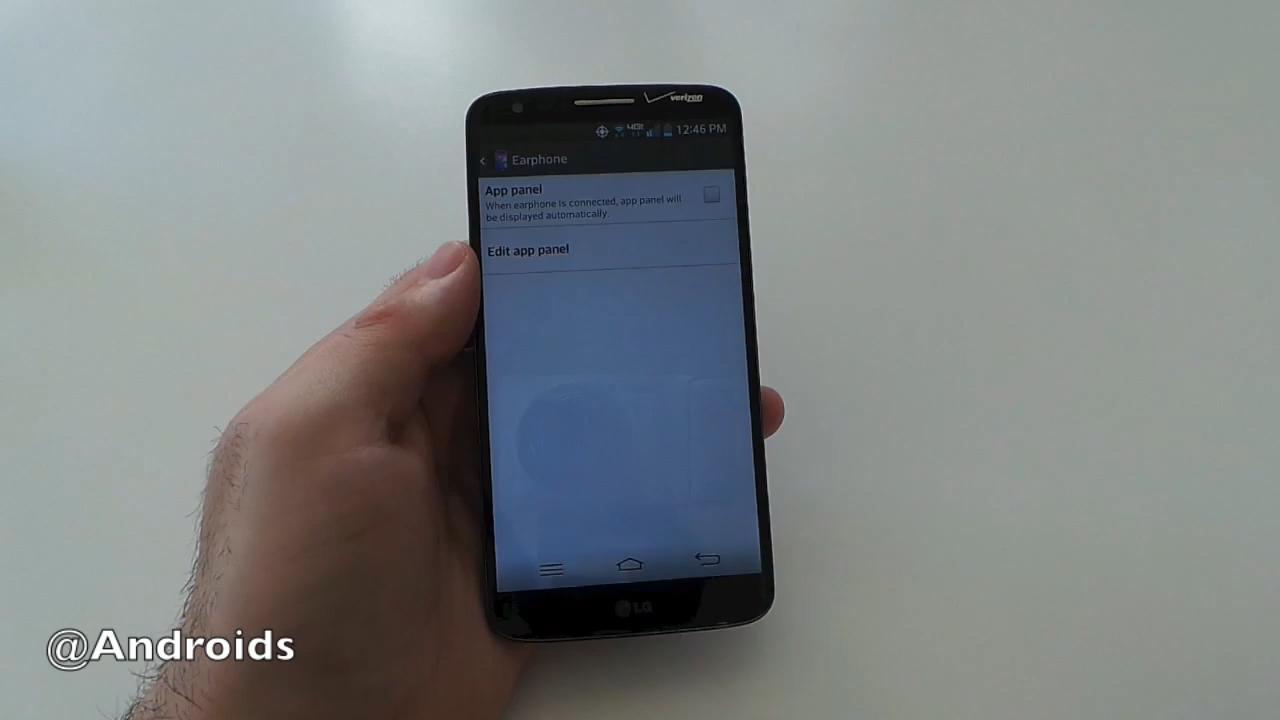 verizon
4G 12:46 PM
Earphone
App panel
When earphone is connected, app panel will
be displayed automatically.
Edit app panel
LG
@Androids